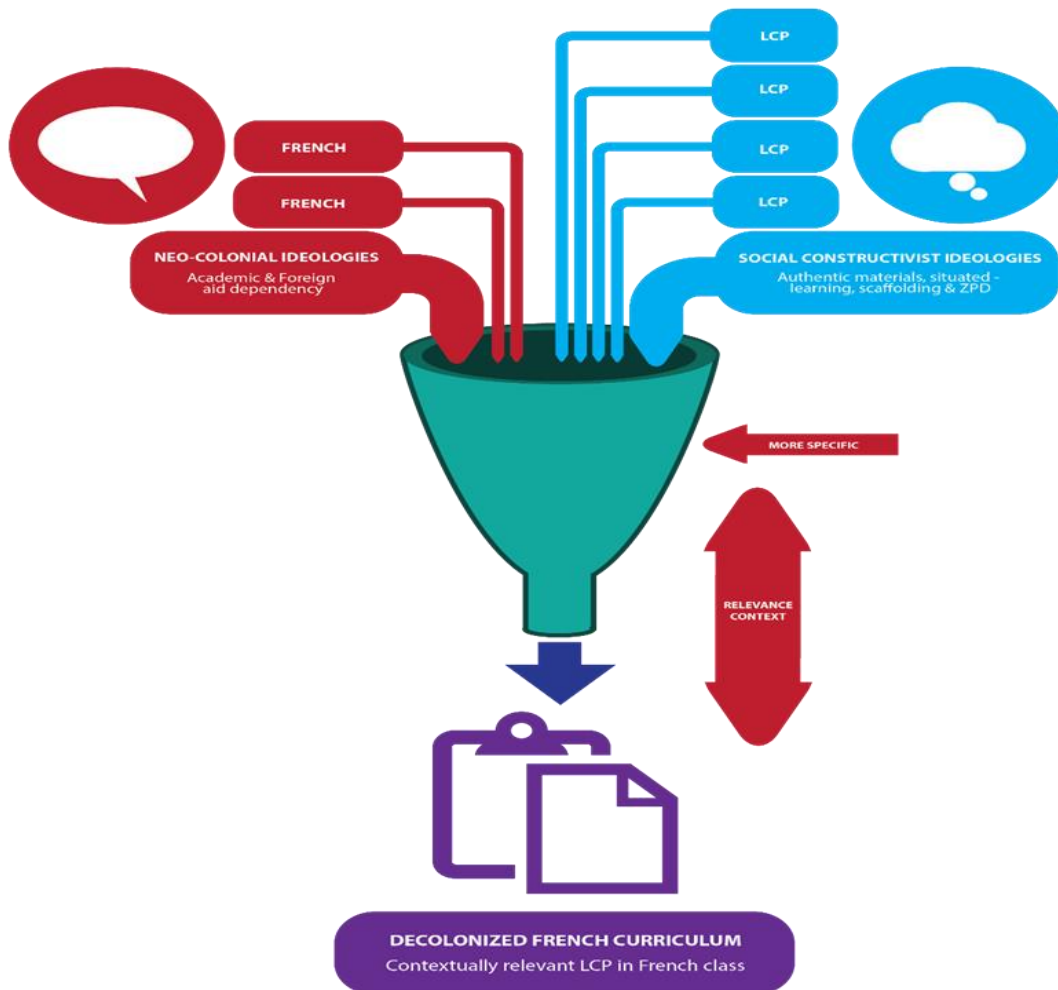 LCP
LCP
FRENCH
LCP
FRENCH
LCP
NEO-COLONIAL IDEOLOGIES
Academic & Foreign
aid dependency
SOCIAL CONSTRUCTIVIST IDEOLOGIES
Authentic materials, situated -
learning, scaffolding & ZPD
MORE SPECIFIC
RELEVANCE
CONTEXT
DECOLONIZED FRENCH CURRICULUM
Contextually relevant LCP in French class